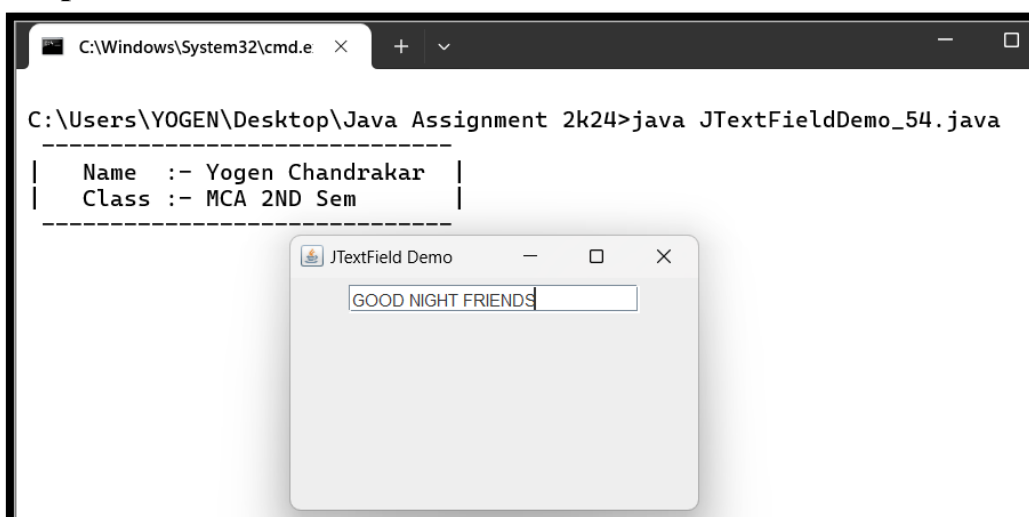 C:\Windows\System32\cmd.e
C:\Users\YOGEN\Desktop\Java Assignment 2k24>java JTextFieldDemo_54.java
------------------------------
|   Name  :- Yogen Chandrakar  |
|   Class :- MCA 2ND Sem       |
------------------------------
JTextField Demo
GOOD NIGHT FRIENDS